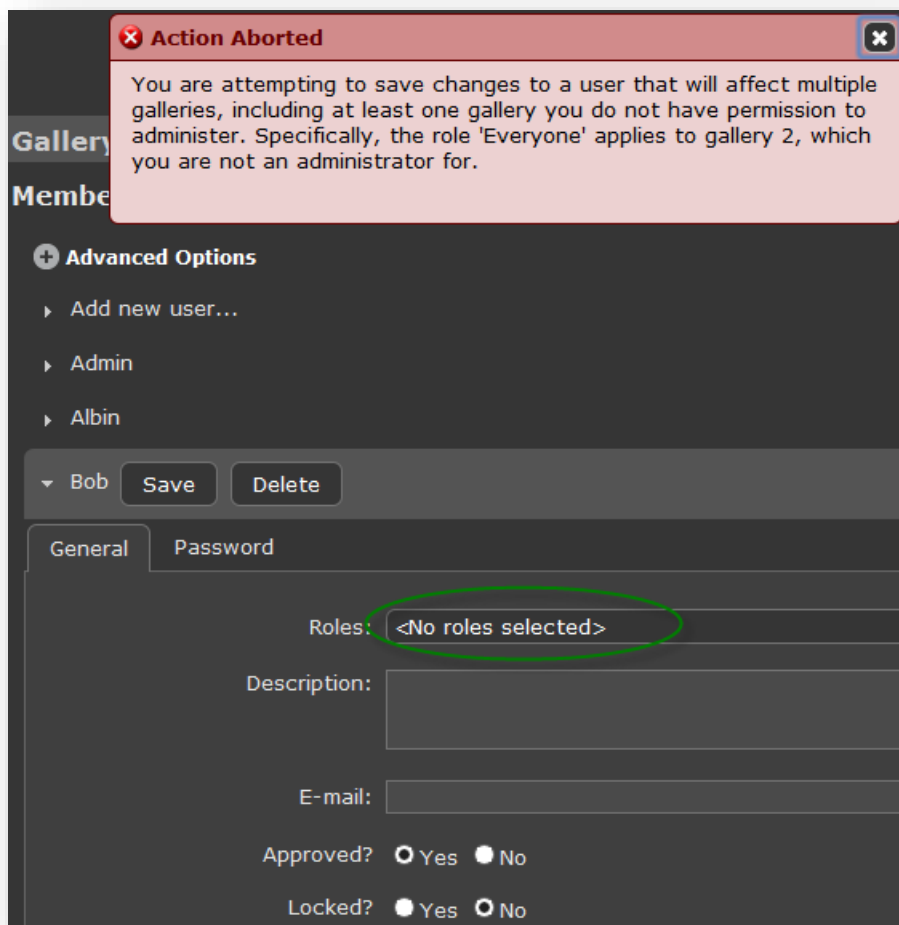 Action Aborted
You are attempting to save changes to a user that will affect multiple
galleries, including at least one gallery you do not have permission to
administer. Specifically, the role 'Everyone' applies to gallery 2, which
you are not an administrator for.
Gallery
Membe
Advanced Options
Add new user...
Admin
Albin
Bob Save Delete
General Password
Roles: <No roles selected>
Description:
E-mail:
Approved? Yes No
Locked? Yes No